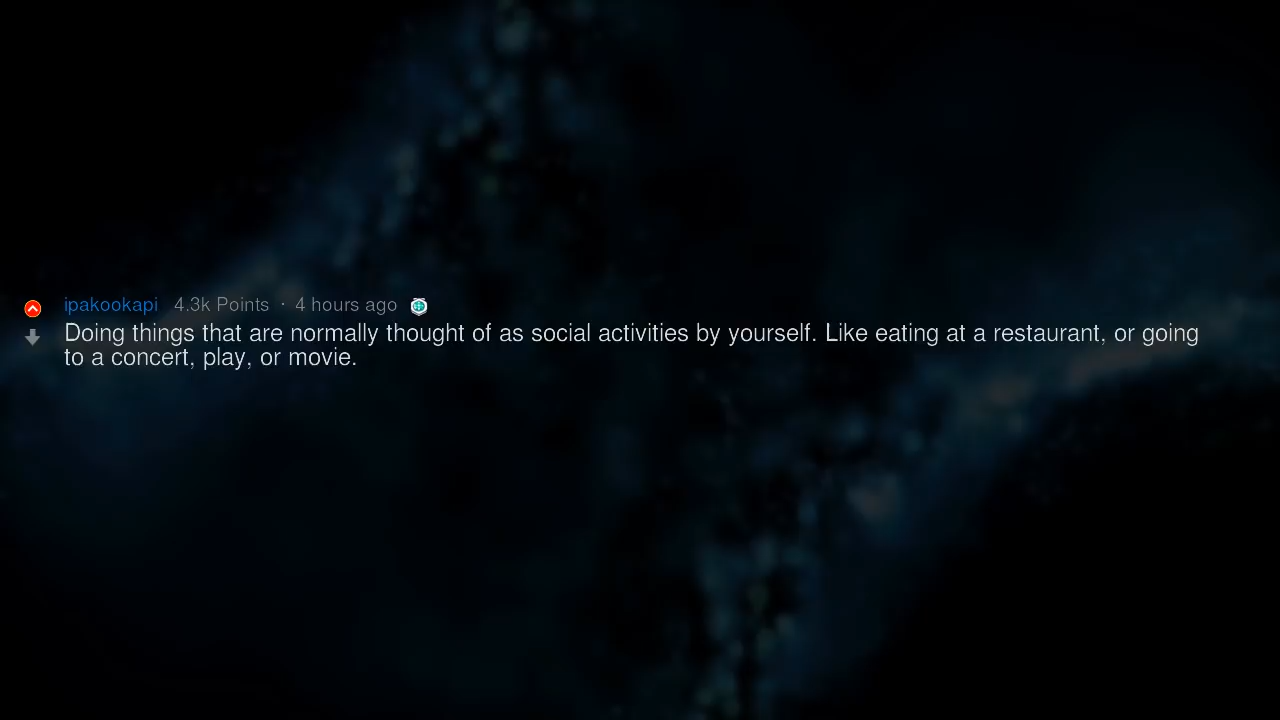 ipakookapi 4.3k Points · 4 hours ago
Doing things that are normally thought of as social activities by yourself. Like eating at a restaurant, or going
to a concert, play, or movie.